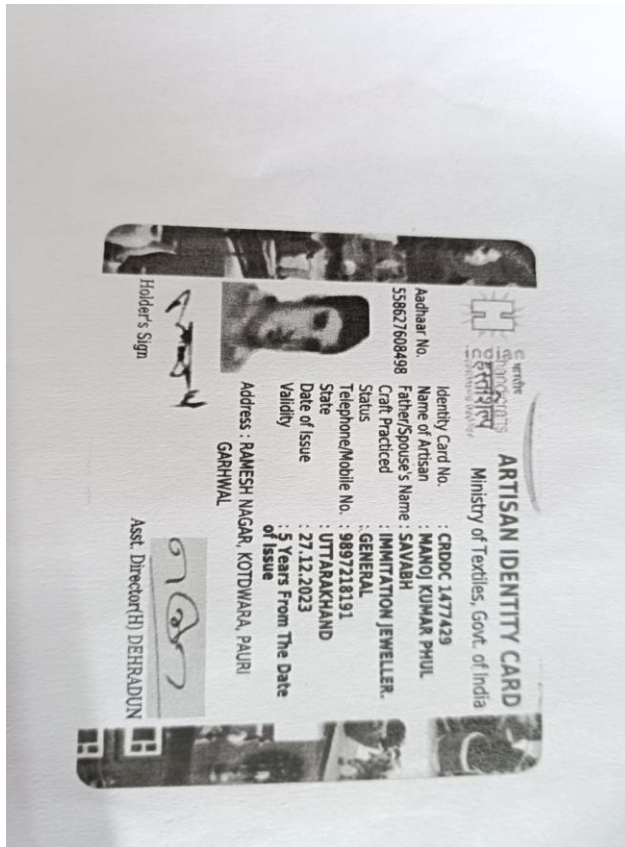 ARTISAN IDENTITY CARD
Ministry of Textiles, Govt. of India
हस्तशिल्प
Identity Card No. : CRDDC 1477429
Aadhaar No.
558627608498
Name of Artisan : MANOJ KUMAR PHUL
Father/Spouse's Name : SAVABH
Craft Practiced : IMMITATION JEWELLER.
Status : GENERAL
Telephone/Mobile No. : 9897218191
State : UTTARAKHAND
Date of Issue : 27.12.2023
Validity : 5 Years From The Date
of Issue
Address : RAMESH NAGAR, KOTDWARA, PAURI
GARHWAL
Holder's Sign
Asst. Director(H) DEHRADUN